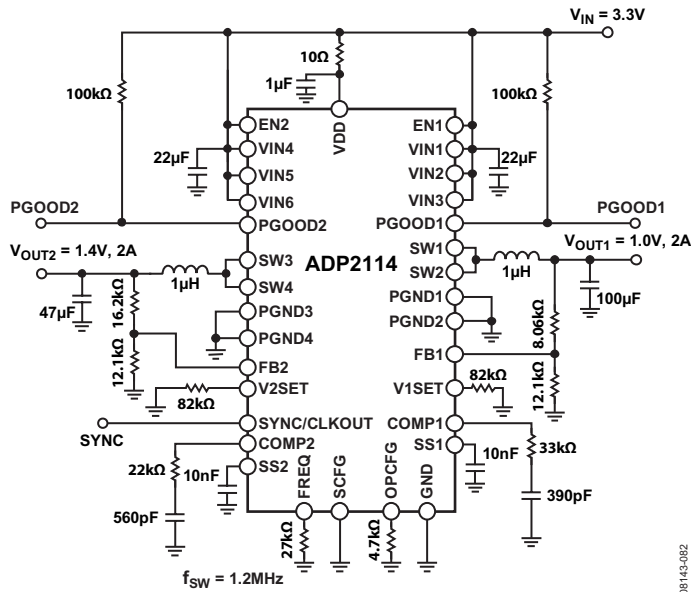 V_IN = 3.3V
10Ω
1µF
100kΩ
100kΩ
VDD
EN2
EN1
VIN4
VIN1
22µF
22µF
VIN5
VIN2
VIN6
VIN3
PGOOD2
PGOOD2
PGOOD1
PGOOD1
V_OUT2 = 1.4V, 2A
SW3
ADP2114
SW1
V_OUT1 = 1.0V, 2A
1µH
SW4
SW2
1µH
47µF
16.2kΩ
PGND3
PGND1
100µF
PGND4
PGND2
8.06kΩ
12.1kΩ
FB2
FB1
12.1kΩ
V2SET
V1SET
82kΩ
82kΩ
SYNC/CLKOUT
COMP1
SYNC
COMP2
SS1
22kΩ
10nF
SS2
10nF
33kΩ
FREQ
SCFG
OPCFG
GND
560pF
390pF
27kΩ
4.7kΩ
f_SW = 1.2MHz
08143-082